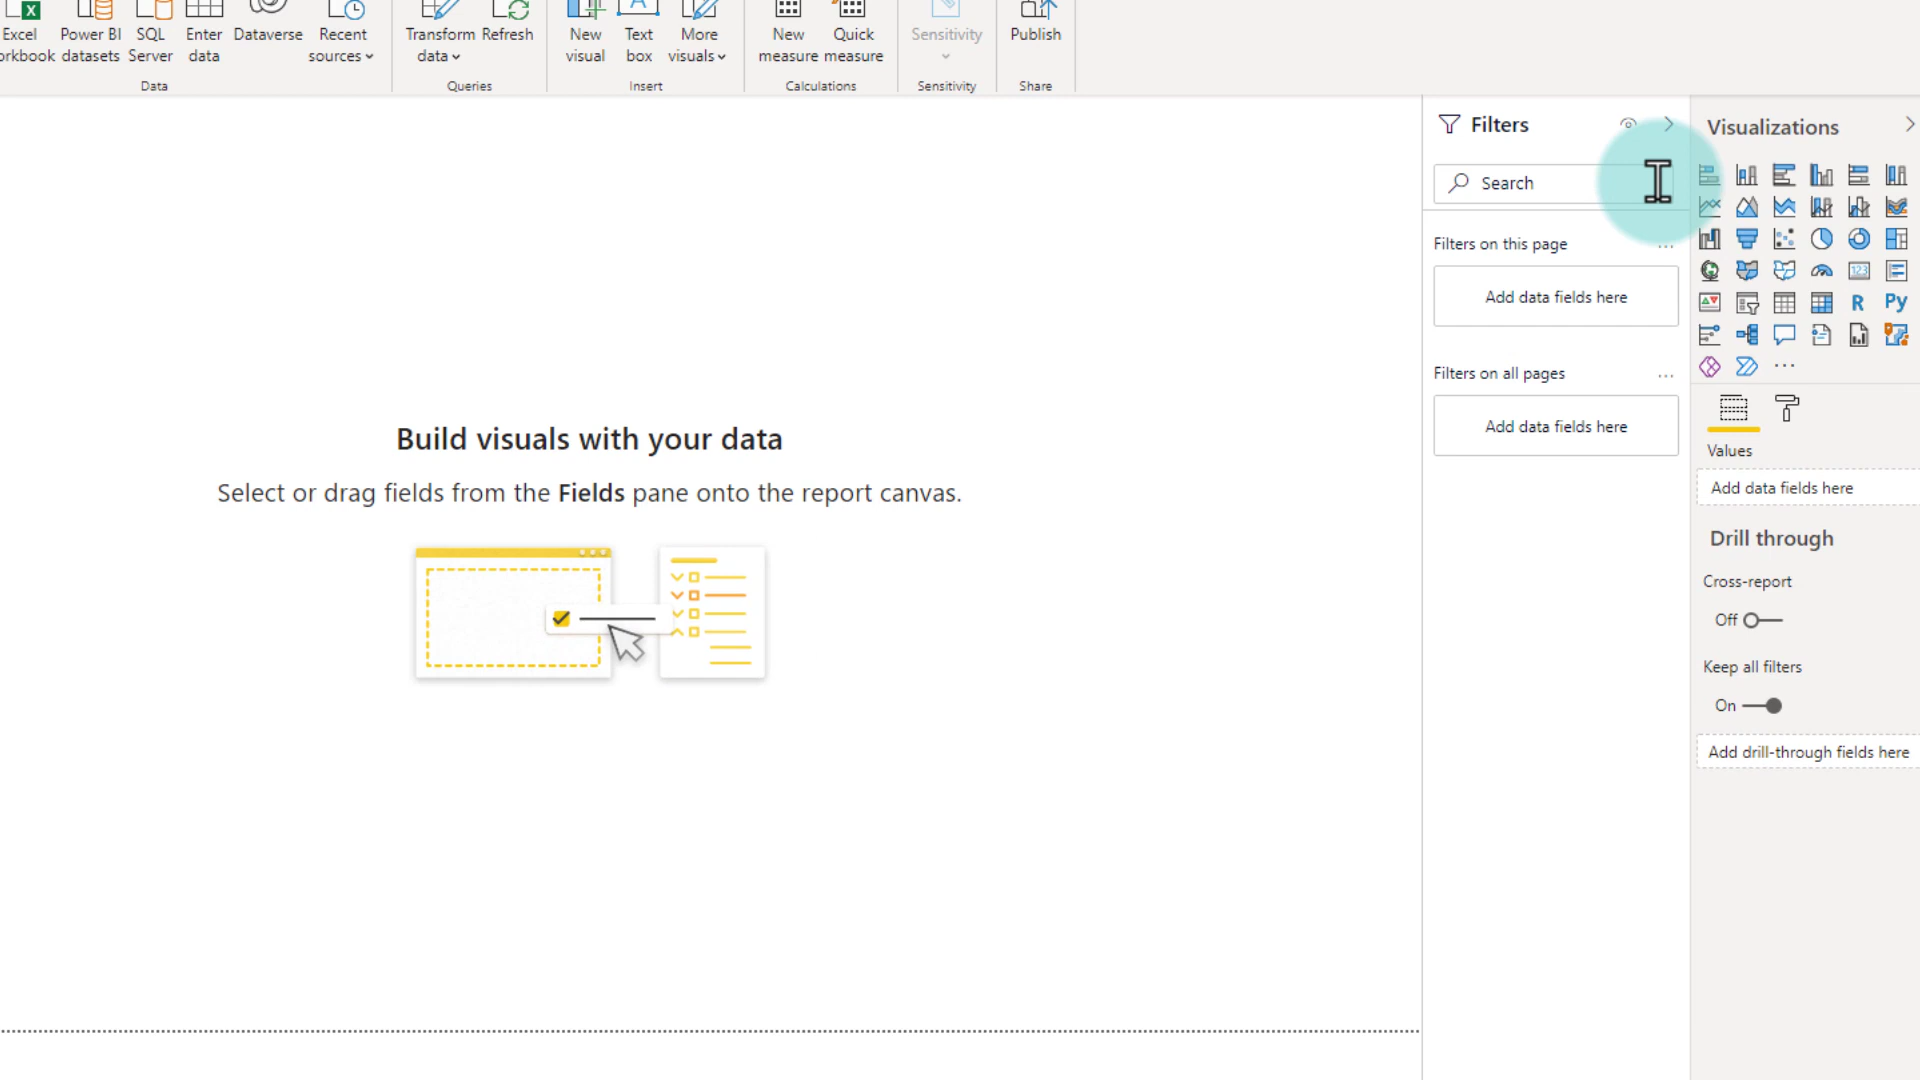 Excel Power BI SQL Enter Dataverse Recent Transform Refresh New Text More New Quick Sensitivity Publish
orkbook datasets Server data sources data visual box visuals measure measure
Data Queries Insert Calculations Sensitivity Share
Filters
Visualizations
Search
Filters on this page
Add data fields here
Filters on all pages
Add data fields here
Build visuals with your data
Select or drag fields from the Fields pane onto the report canvas.
123
R Py
Values
Add data fields here
Drill through
Cross-report
Off
Keep all filters
On
Add drill-through fields here